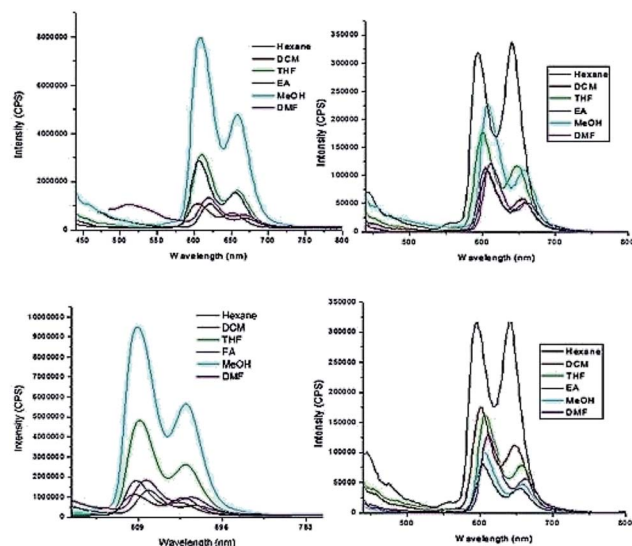 Intensity (CPS)
8000000
6000000
4000000
2000000
0
450 500 550 600 650 700 750 800
Wavelength (nm)
Hexane
DCM
THF
EA
MeOH
DMF
Intensity (CPS)
350000
300000
250000
200000
150000
100000
50000
0
500 600 700 800
Wavelength (nm)
Hexane
DCM
THF
EA
MeOH
DMF
Intensity (CPS)
10000000
9000000
8000000
7000000
6000000
5000000
4000000
3000000
2000000
1000000
0
Wavelength (nm)
Hexane
DCM
THF
MeOH
DMF
Intensity (CPS)
350000
300000
250000
200000
150000
100000
50000
0
500 600 700 800
Wavelength (nm)
Hexane
DCM
THF
EA
MeOH
DMF